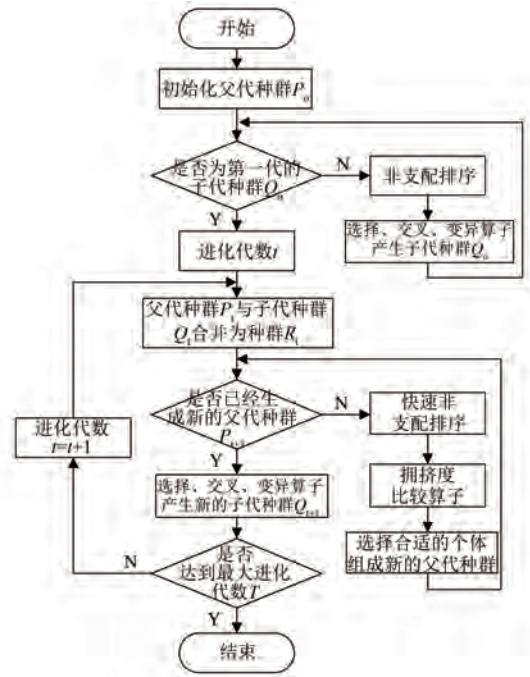 开始
初始化父代种群P₀
是否为第一代的
子代种群Q₀
N
非支配排序
选择、交叉、变异算子
产生子代种群Q₀
Y
进化代数t
父代种群Pₜ与子代种群
Qₜ合并为种群Rₜ
是否已经生
成新的父代种群
Pₜ₊₁
N
快速非
支配排序
拥挤度
比较算子
选择合适的个体
组成新的父代种群
Y
选择、交叉、变异算子
产生新的子代种群Qₜ₊₁
进化代数
t=t+1
是否
达到最大进化
代数T
N
Y
结束